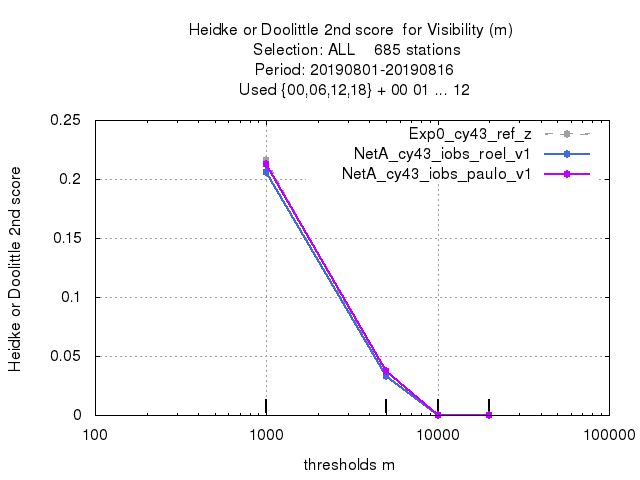 Heidke or Doolittle 2nd score  for Visibility (m)
Selection: ALL    685 stations
Period: 20190801-20190816
Used {00,06,12,18} + 00 01 ... 12
0.25
Exp0_cy43_ref_z
NetA_cy43_iobs_roel_v1
NetA_cy43_iobs_paulo_v1
0.2
0.15
0.1
0.05
0
Heidke or Doolittle 2nd score
100 1000 10000 100000
thresholds m